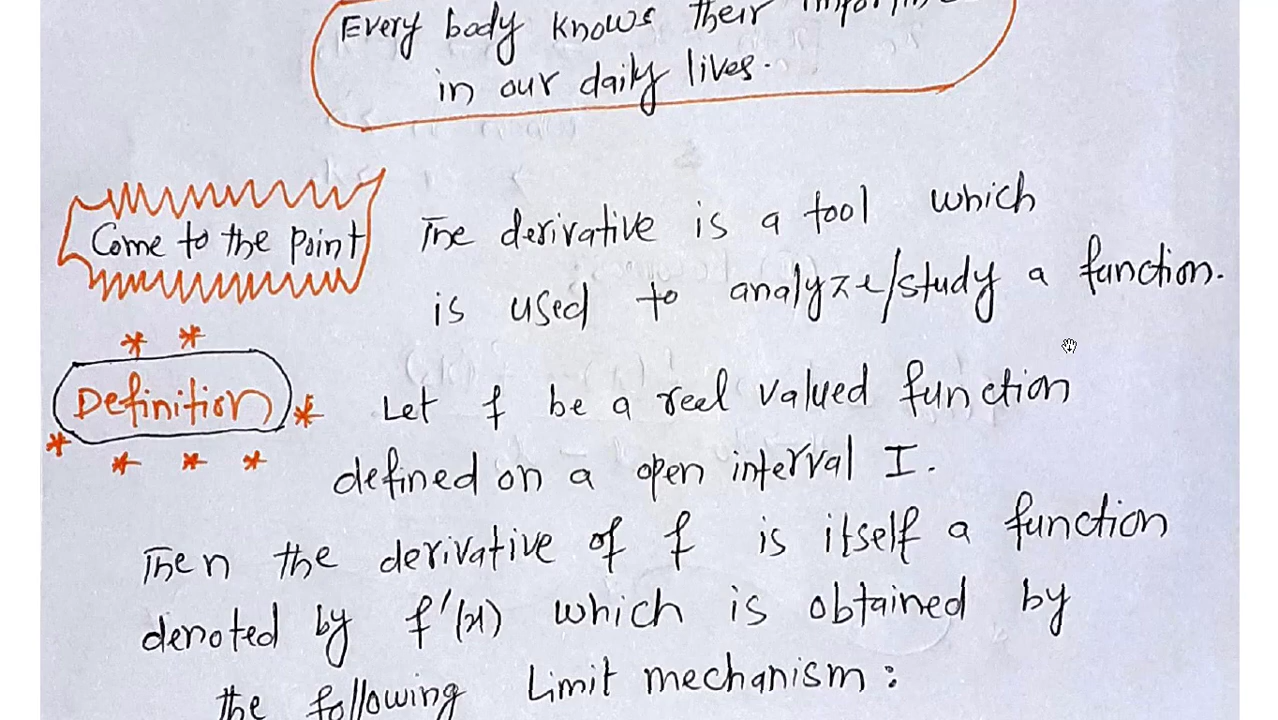 Every body knows their
in our daily lives.
Come to the point
The derivative is a tool which
is used to analyze/study a function.
Definition
Let f be a real valued function
defined on a open interval I.
Then the derivative of f is itself a function
denoted by f'(x) which is obtained by
the following Limit mechanism: